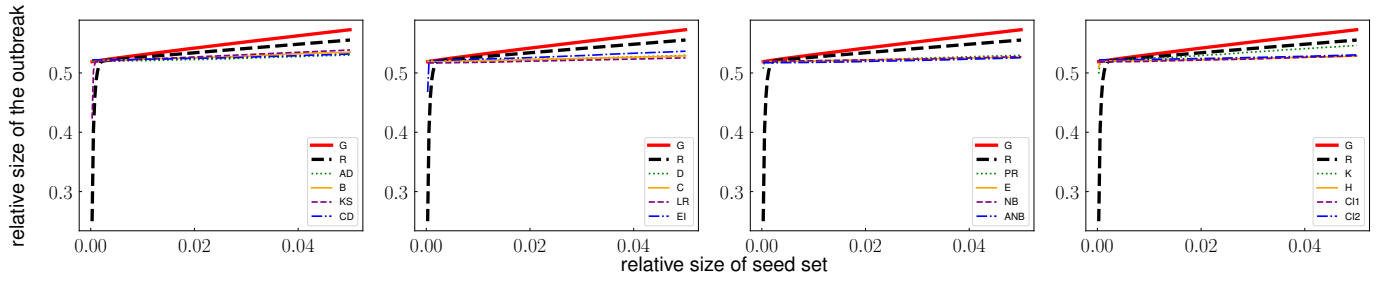 relative size of the outbreak
0.5
0.4
0.3
0.00 0.02 0.04
G
R
AD
B
KS
CD
0.5
0.4
0.3
0.00 0.02 0.04
G
R
D
C
LR
EI
0.5
0.4
0.3
0.00 0.02 0.04
G
R
PR
E
NB
ANB
0.5
0.4
0.3
0.00 0.02 0.04
G
R
K
H
CI1
CI2
relative size of seed set